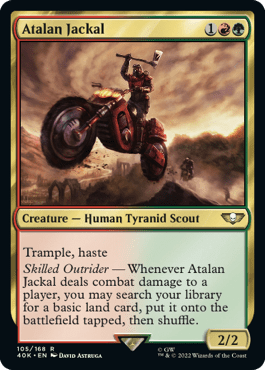 Atalan Jackal 1
Creature — Human Tyranid Scout
Trample, haste
Skilled Outrider — Whenever Atalan
Jackal deals combat damage to a
player, you may search your library
for a basic land card, put it onto the
battlefield tapped, then shuffle.
2/2
105/168 R
40K • EN DAVID ASTRUGA
© GW
™ & © 2022 Wizards of the Coast